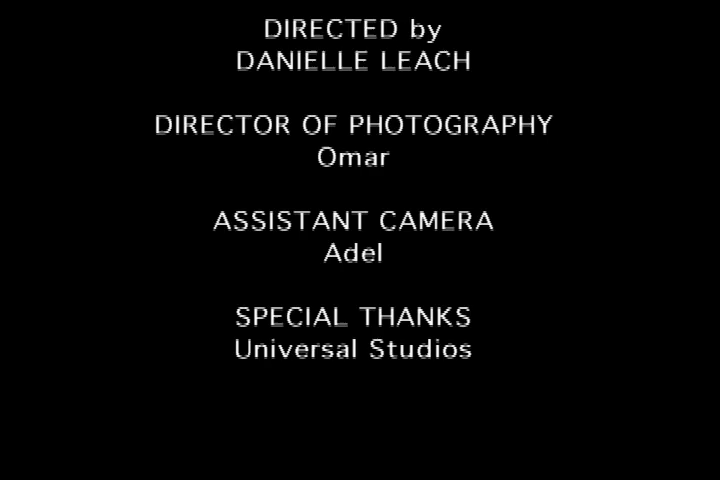 DIRECTED by
DANIELLE LEACH
DIRECTOR OF PHOTOGRAPHY
Omar
ASSISTANT CAMERA
Adel
SPECIAL THANKS
Universal Studios